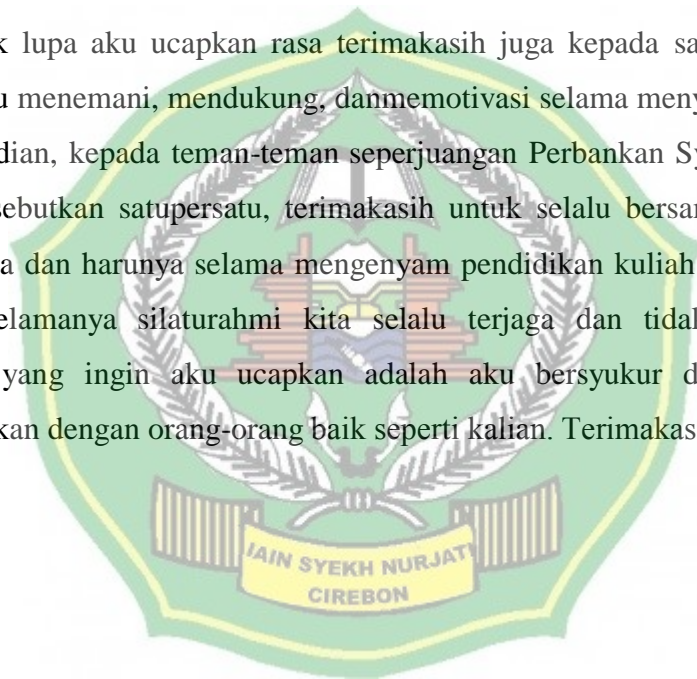 lupa aku ucapkan rasa terimakasih juga kepada
menemani, mendukung, danmemotivasi selama
kepada teman-teman seperjuangan Perbankan
satupersatu, terimakasih untuk selalu
dan harunya selama mengenyam pendidikan kuliah
silaturahmi kita selalu terjaga dan
yang ingin aku ucapkan adalah aku bersyukur
dengan orang-orang baik seperti kalian.
IAIN SYEKH NURJATI
CIREBON